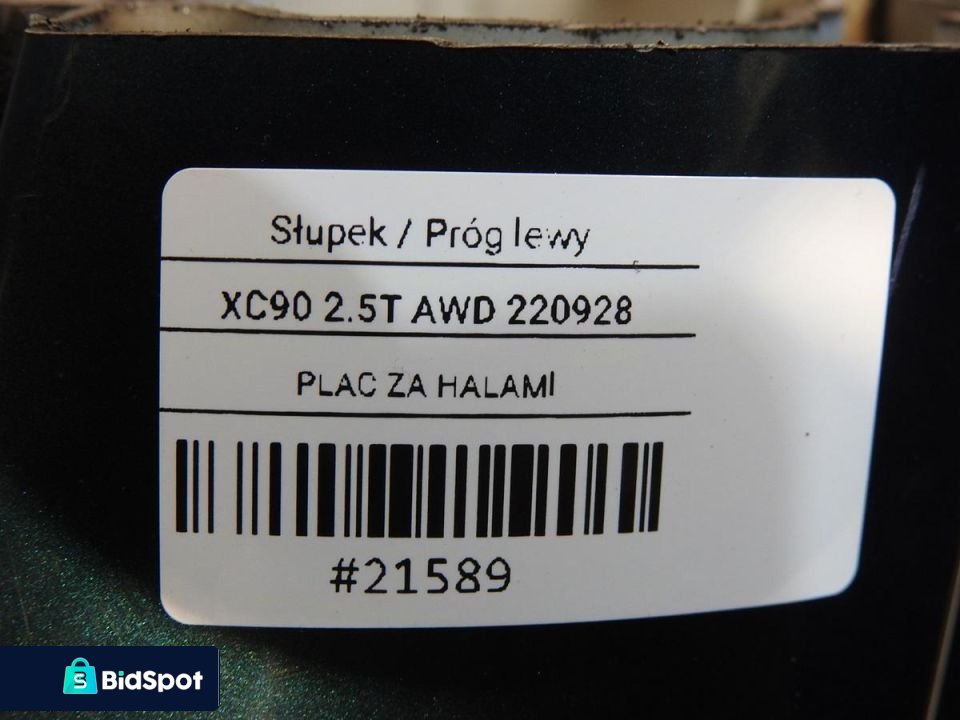 Słupek / Próg lewy
XC90 2.5T AWD 220928
PLAC ZA HALAMI
#21589
BidSpot